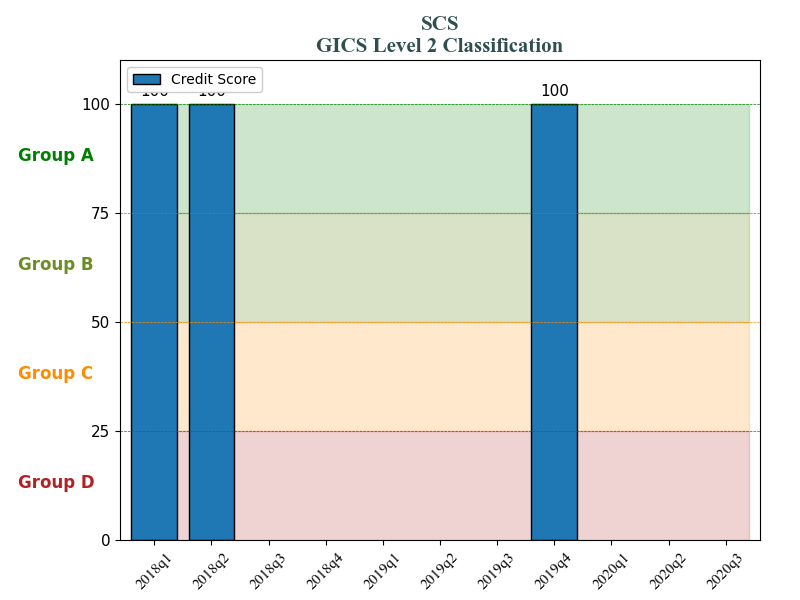 SCS
GICS Level 2 Classification
Credit Score
100
100
100
100
Group A
75
Group B
50
Group C
25
Group D
0
2018q1
2018q2
2018q3
2018q4
2019q1
2019q2
2019q3
2019q4
2020q1
2020q2
2020q3